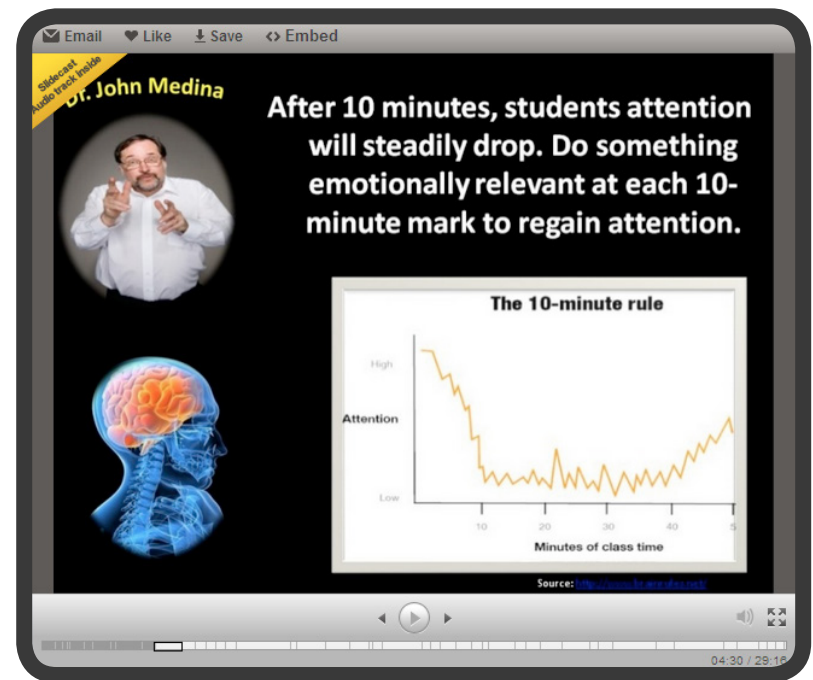 Email Like Save Embed
Slidecast
Audio track inside
Dr. John Medina
After 10 minutes, students attention
will steadily drop. Do something
emotionally relevant at each 10-
minute mark to regain attention.
The 10-minute rule
High
Attention
Low
10 20 30 40 5
Minutes of class time
Source:
04:30 / 29:16